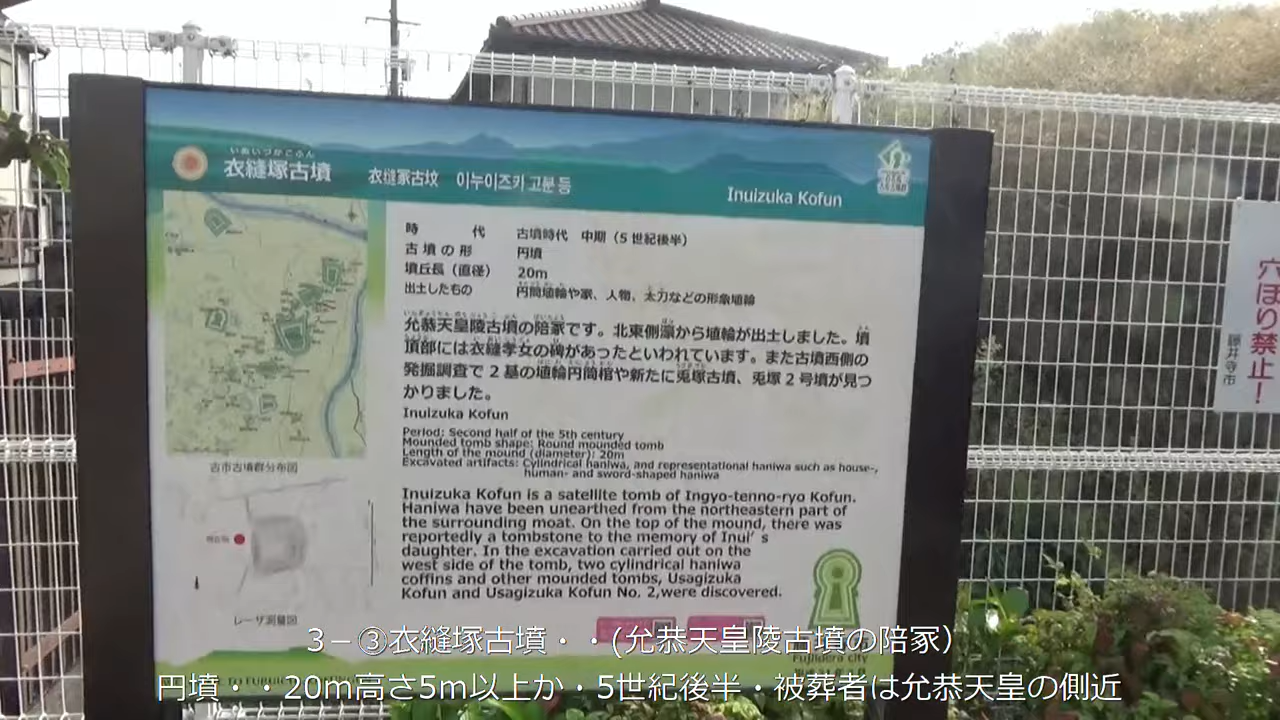 いぬいづかこふん
衣縫塚古墳 衣缝冢古坟 이누이즈카 고분 등 Inuizuka Kofun
時　　　代 古墳時代　中期（5 世紀後半）
古 墳 の 形 円墳
墳丘長（直径） 20m
出土したもの 円筒埴輪や家、人物、太刀などの形象埴輪
允恭天皇陵古墳の陪冢です。北東側濠から埴輪が出土しました。墳
頂部には衣縫孝女の碑があったといわれています。また古墳西側の
発掘調査で 2 基の埴輪円筒棺や新たに兎塚古墳、兎塚 2 号墳が見つ
かりました。
Inuizuka Kofun
Period: Second half of the 5th century
Mounded tomb shape: Round mounded tomb
Length of the mound (diameter): 20m
Excavated artifacts: Cylindrical haniwa, and representational haniwa such as house-,
human- and sword-shaped haniwa
Inuizuka Kofun is a satellite tomb of Ingyo-tenno-ryo Kofun.
Haniwa have been unearthed from the northeastern part of
the surrounding moat. On the top of the mound, there was
reportedly a tombstone to the memory of Inui' s
daughter. In the excavation carried out on the
west side of the tomb, two cylindrical haniwa
coffins and other mounded tombs, Usagizuka
Kofun and Usagizuka Kofun No. 2,were discovered.
古市古墳群分布図
レーザ測量図
Fujiidera city
穴ほり禁止！
藤井寺市
3－③衣縫塚古墳・・(允恭天皇陵古墳の陪冢）
円墳・・20m高さ5m以上か・5世紀後半・被葬者は允恭天皇の側近